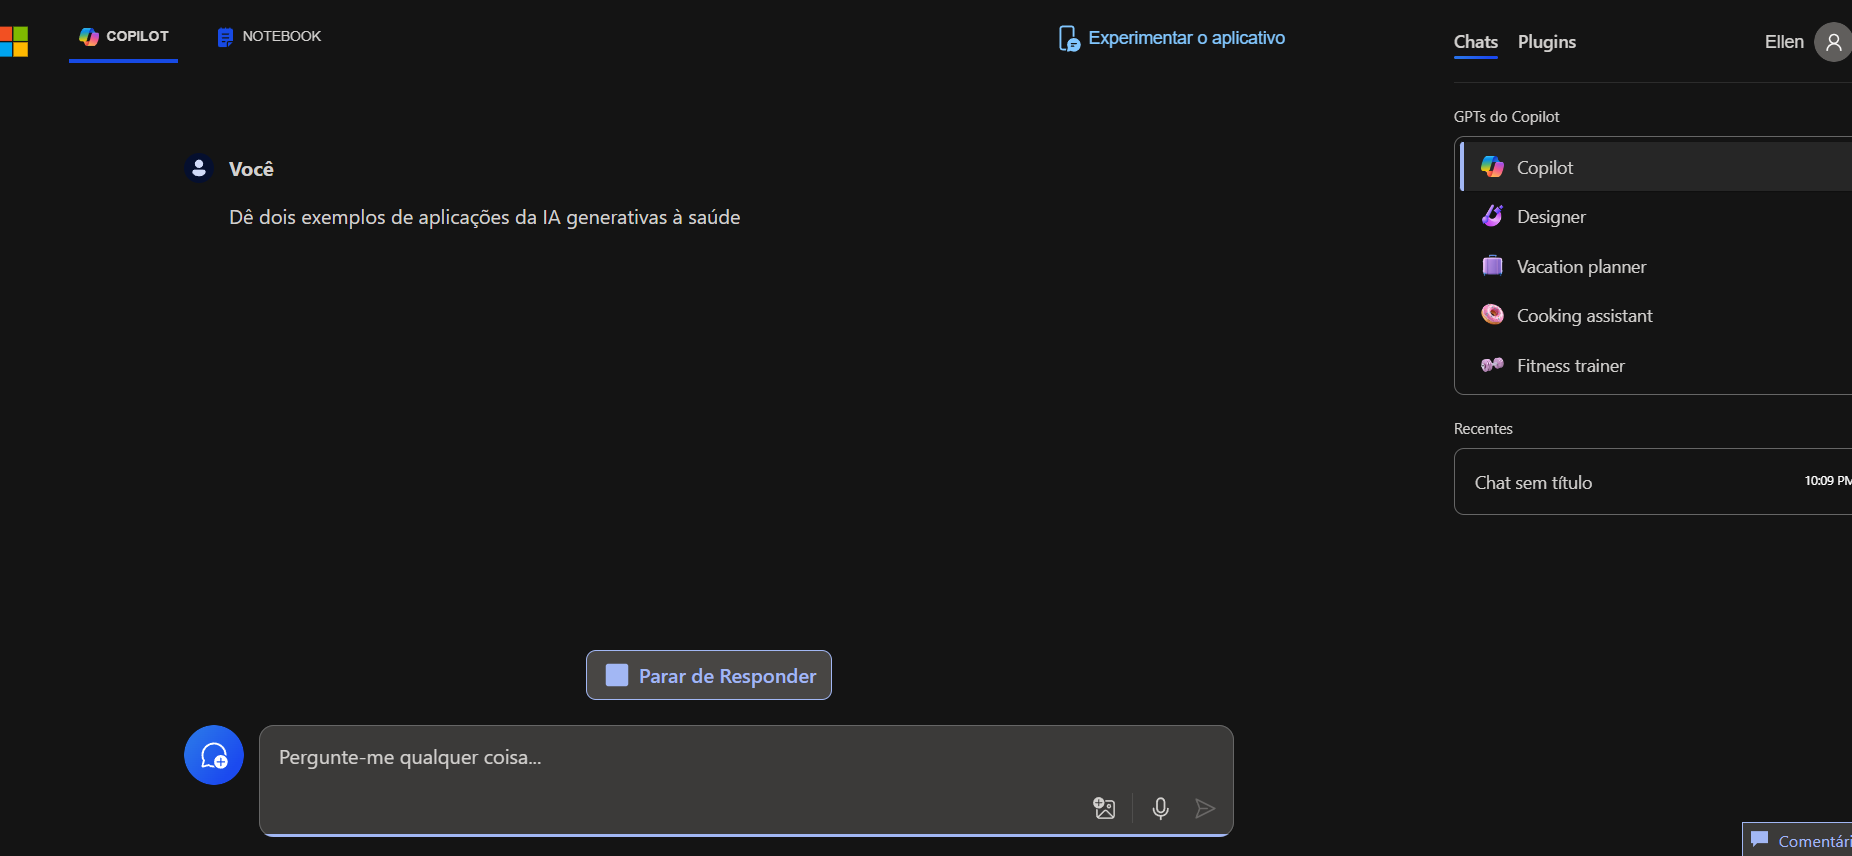 COPILOT
NOTEBOOK
Experimentar o aplicativo
Chats
Plugins
Ellen
Você
Dê dois exemplos de aplicações da IA generativas à saúde
GPTs do Copilot
Copilot
Designer
Vacation planner
Cooking assistant
Fitness trainer
Recentes
Chat sem título
10:09 PM
Parar de Responder
Pergunte-me qualquer coisa...
Comentári